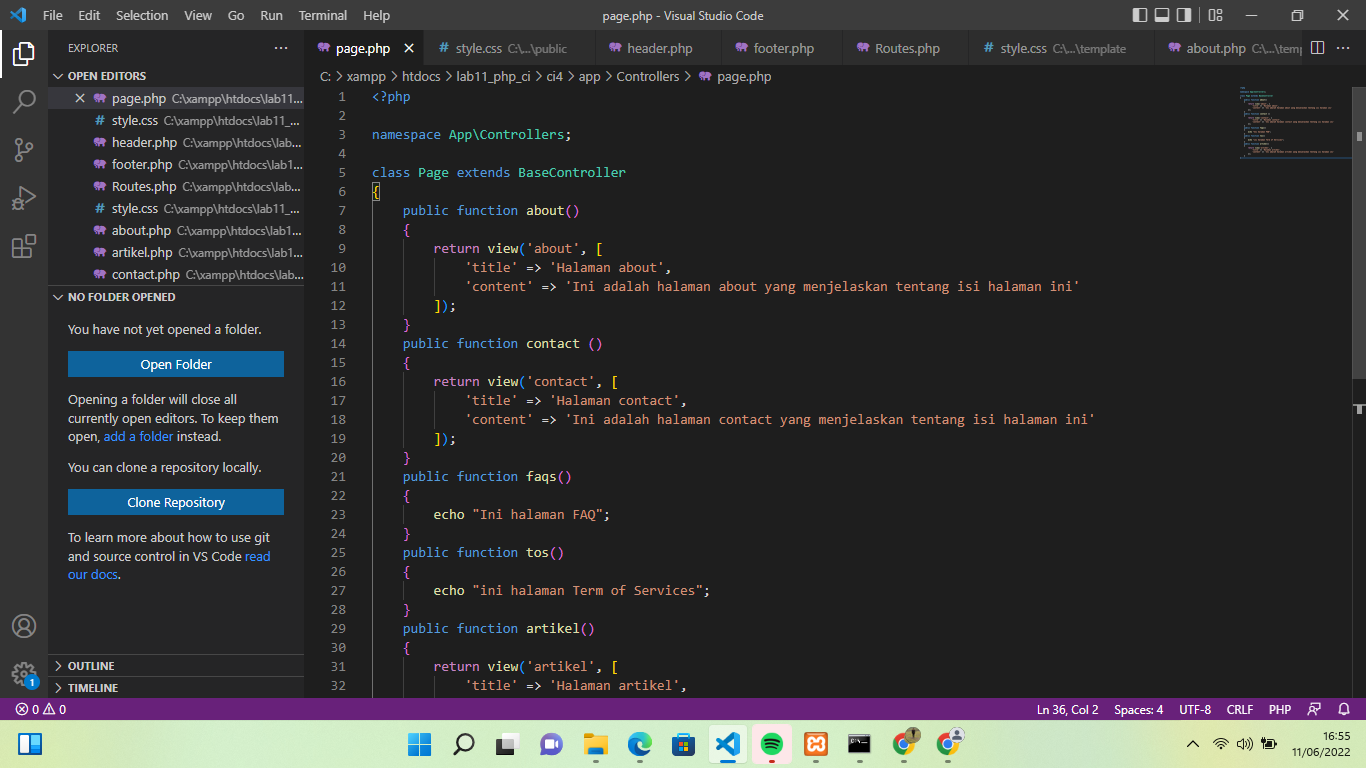 File Edit Selection View Go Run Terminal Help page.php - Visual Studio Code
EXPLORER ···
OPEN EDITORS
page.php C:\xampp\htdocs\lab11...
style.css C:\xampp\htdocs\lab11_...
header.php C:\xampp\htdocs\lab...
footer.php C:\xampp\htdocs\lab1...
Routes.php C:\xampp\htdocs\lab...
style.css C:\xampp\htdocs\lab11_...
about.php C:\xampp\htdocs\lab1...
artikel.php C:\xampp\htdocs\lab1...
contact.php C:\xampp\htdocs\lab...
NO FOLDER OPENED
You have not yet opened a folder.
Open Folder
Opening a folder will close all
currently open editors. To keep them
open, add a folder instead.
You can clone a repository locally.
Clone Repository
To learn more about how to use git
and source control in VS Code read
our docs.
OUTLINE
TIMELINE
page.php # style.css C:\...\public header.php footer.php Routes.php # style.css C:\...\template about.php C:\...\temp
C: > xampp > htdocs > lab11_php_ci > ci4 > app > Controllers > page.php
1 <?php
2
3 namespace App\Controllers;
4
5 class Page extends BaseController
6 {
7 public function about()
8 {
9 return view('about', [
10 'title' => 'Halaman about',
11 'content' => 'Ini adalah halaman about yang menjelaskan tentang isi halaman ini'
12 ]);
13 }
14 public function contact ()
15 {
16 return view('contact', [
17 'title' => 'Halaman contact',
18 'content' => 'Ini adalah halaman contact yang menjelaskan tentang isi halaman ini'
19 ]);
20 }
21 public function faqs()
22 {
23 echo "Ini halaman FAQ";
24 }
25 public function tos()
26 {
27 echo "ini halaman Term of Services";
28 }
29 public function artikel()
30 {
31 return view('artikel', [
32 'title' => 'Halaman artikel',
1
0 0 Ln 36, Col 2 Spaces: 4 UTF-8 CRLF PHP
16:55
11/06/2022